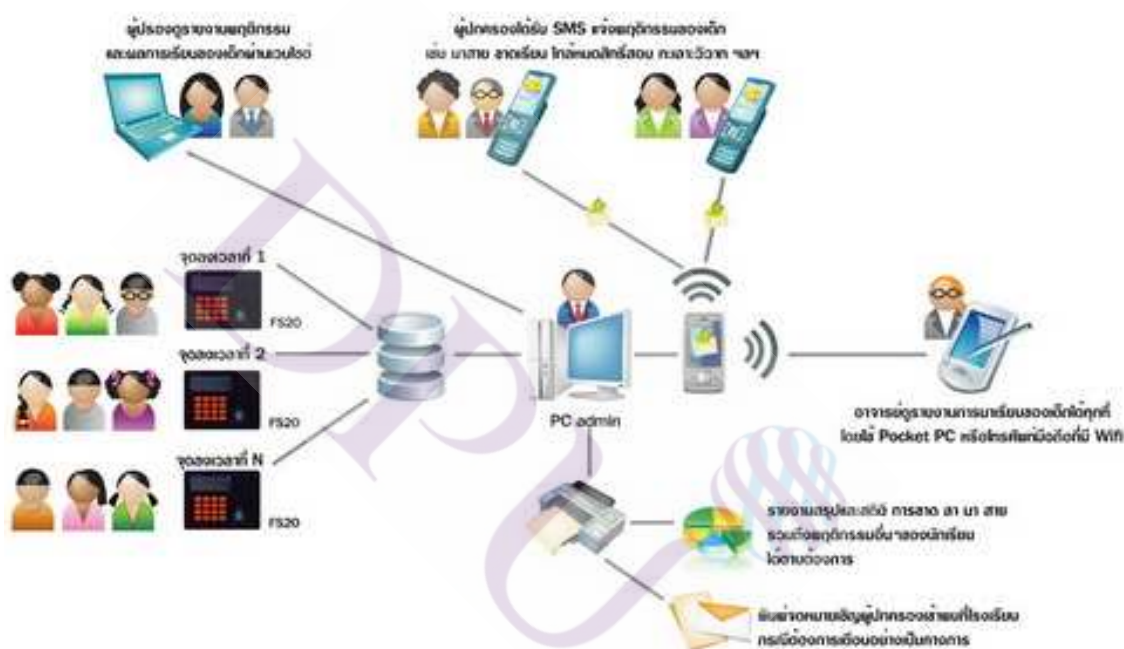 ผู้ปรองดูรายงานพฤติกรรม
และผลการเรียนของเด็กผ่านเวบไซต์
ผู้ปกครองได้รับ SMS แจ้งพฤติกรรมของเด็ก
เช่น มาสาย ขาดเรียน ใกล้หมดสิทธิ์สอบ ทะเลาะวิวาท ฯลฯ
จุดลงเวลาที่ 1
FS20
จุดลงเวลาที่ 2
FS20
จุดลงเวลาที่ N
FS20
PC admin
อาจารย์ดูรายงานการมาเรียนของเด็กได้ทุกที่
โดยใช้ Pocket PC หรือโทรศัพท์มือถือที่มี Wifi
รายงานสรุปและสถิติ การขาด ลา มา สาย
รวมถึงพฤติกรรมอื่นๆของนักเรียน
ได้ตามต้องการ
พิมพ์จดหมายเชิญผู้ปกครองเข้าพบที่โรงเรียน
กรณีต้องการเตือนอย่างเป็นทางการ
DPU